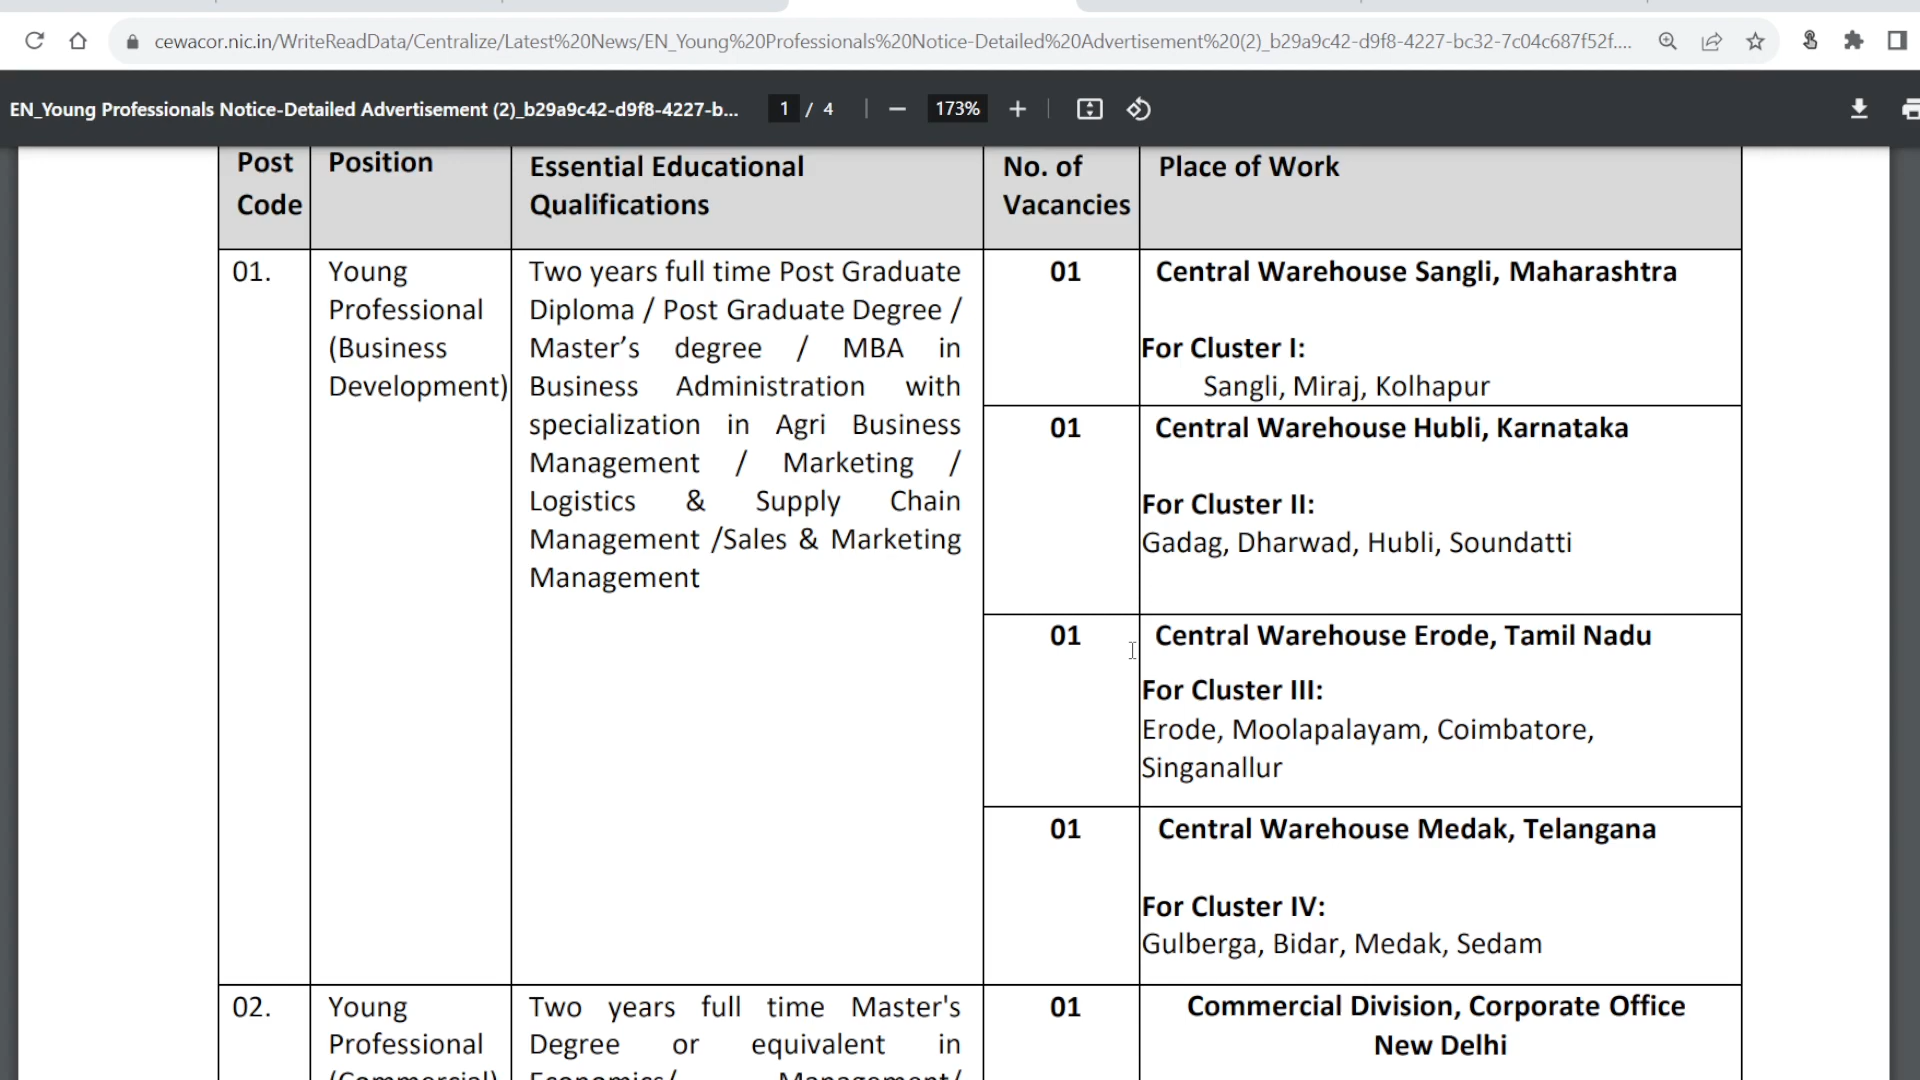 cewacor.nic.in/WriteReadData/Centralize/Latest%20News/EN_Young%20Professionals%20Notice-Detailed%20Advertisement%20(2)_b29a9c42-d9f8-4227-bc32-7c04c687f52f....
EN_Young Professionals Notice-Detailed Advertisement (2)_b29a9c42-d9f8-4227-b... 1 / 4 173%
Post Code
Position
Essential Educational
Qualifications
No. of
Vacancies
Place of Work
01.
Young
Professional
(Business
Development)
Two years full time Post Graduate
Diploma / Post Graduate Degree /
Master’s degree / MBA in
Business Administration with
specialization in Agri Business
Management / Marketing /
Logistics & Supply Chain
Management /Sales & Marketing
Management
01
Central Warehouse Sangli, Maharashtra
For Cluster I:
Sangli, Miraj, Kolhapur
01
Central Warehouse Hubli, Karnataka
For Cluster II:
Gadag, Dharwad, Hubli, Soundatti
01
Central Warehouse Erode, Tamil Nadu
For Cluster III:
Erode, Moolapalayam, Coimbatore,
Singanallur
01
Central Warehouse Medak, Telangana
For Cluster IV:
Gulberga, Bidar, Medak, Sedam
02.
Young
Professional
(Commercial)
Two years full time Master's
Degree or equivalent in
Economics/ Management/
01
Commercial Division, Corporate Office
New Delhi